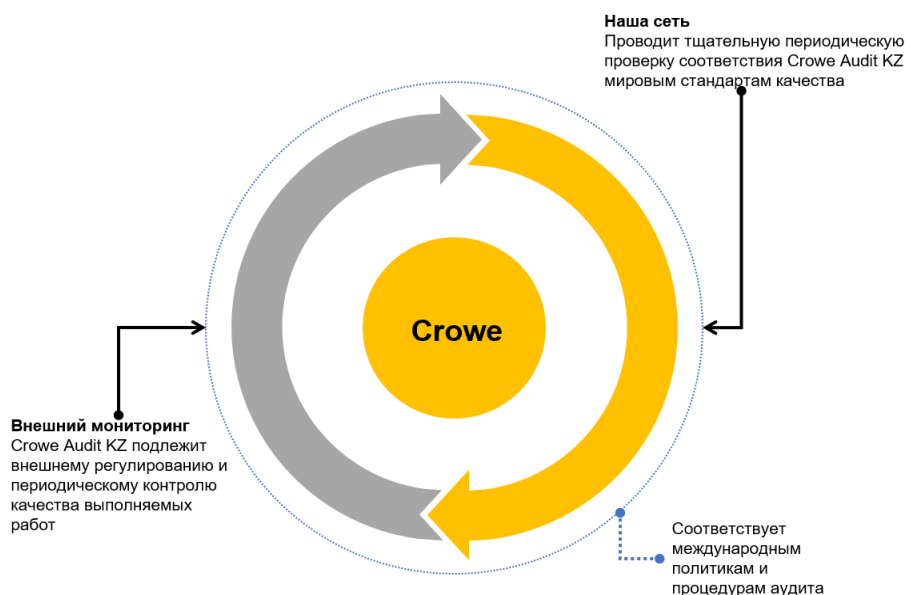 Наша сеть
Проводит тщательную периодическую
проверку соответствия Crowe Audit KZ
мировым стандартам качества
Crowe
Внешний мониторинг
Crowe Audit KZ подлежит
внешнему регулированию и
периодическому контролю
качества выполняемых
работ
Соответствует
международным
политикам и
процедурам аудита